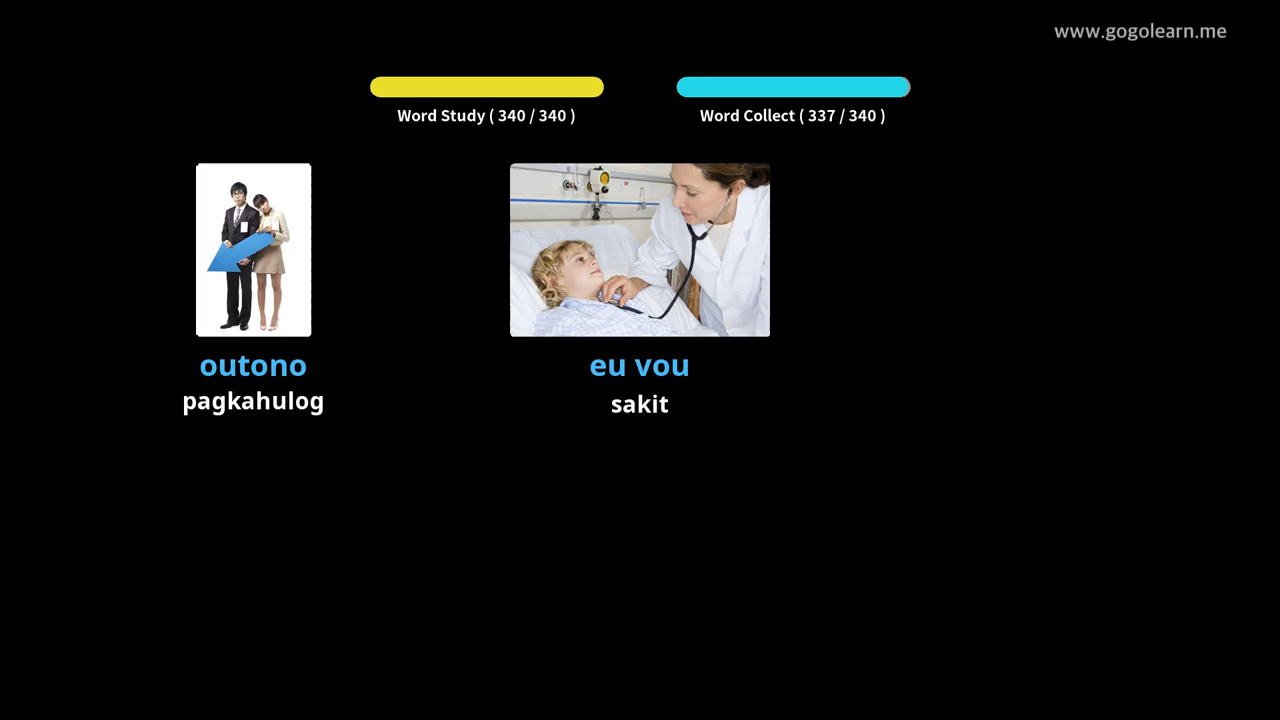 www.gogolearn.me
Word Study ( 340 / 340 )
Word Collect ( 337 / 340 )
outono
pagkahulog
eu vou
sakit